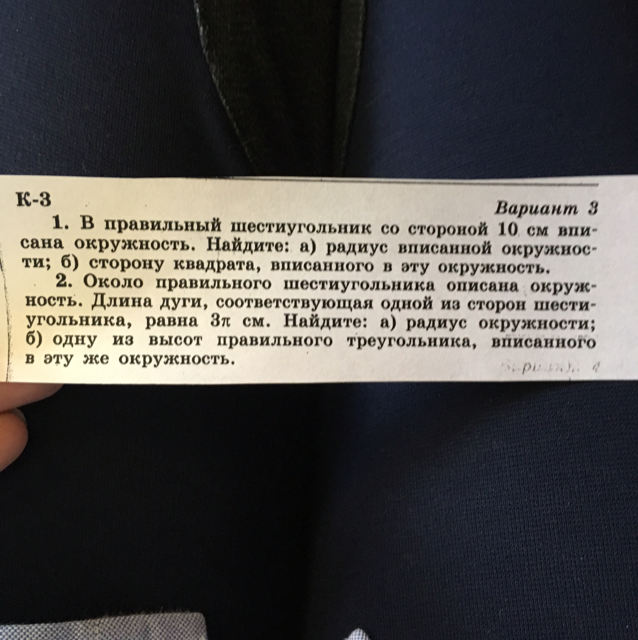 К-3
Вариант 3
1. В правильный шестиугольник со стороной 10 см впи-
сана окружность. Найдите: а) радиус вписанной окружнос-
ти; б) сторону квадрата, вписанного в эту окружность.
2. Около правильного шестиугольника описана окруж-
ность. Длина дуги, соответствующая одной из сторон шести-
угольника, равна 3π см. Найдите: а) радиус окружности;
б) одну из высот правильного треугольника, вписанного
в эту же окружность.